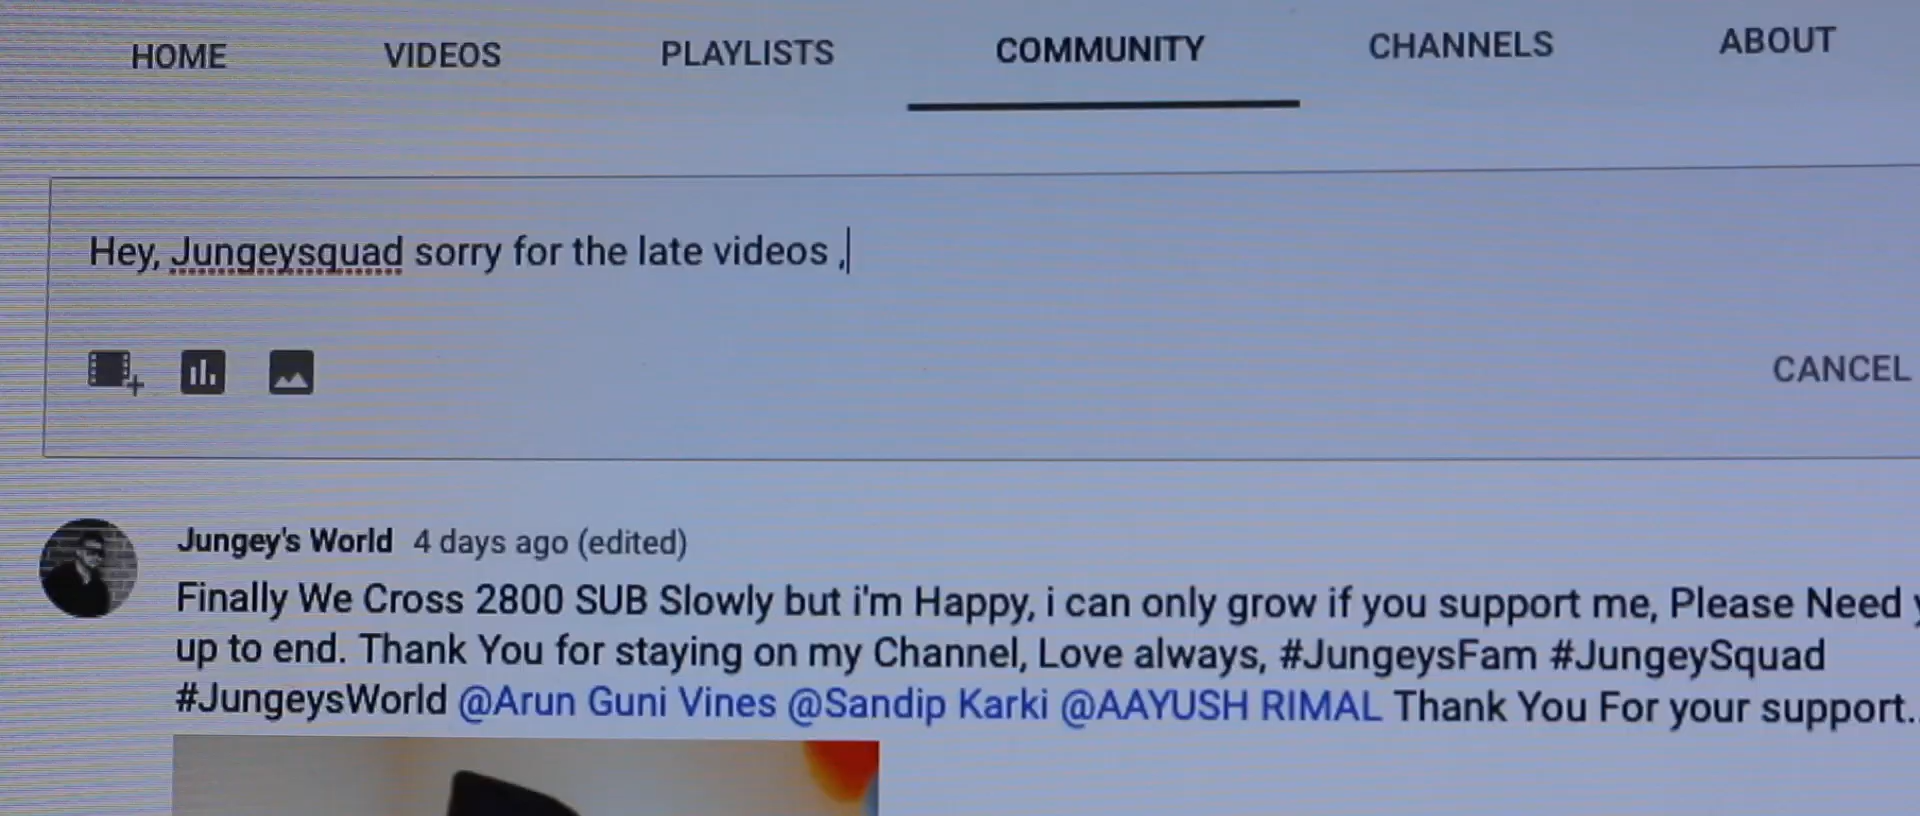 HOME VIDEOS PLAYLISTS COMMUNITY CHANNELS ABOUT
Hey, Jungeysquad sorry for the late videos ,
CANCEL
Jungey's World 4 days ago (edited)
Finally We Cross 2800 SUB Slowly but i'm Happy, i can only grow if you support me, Please Need
up to end. Thank You for staying on my Channel, Love always, #JungeysFam #JungeySquad
#JungeysWorld @Arun Guni Vines @Sandip Karki @AAYUSH RIMAL Thank You For your support..